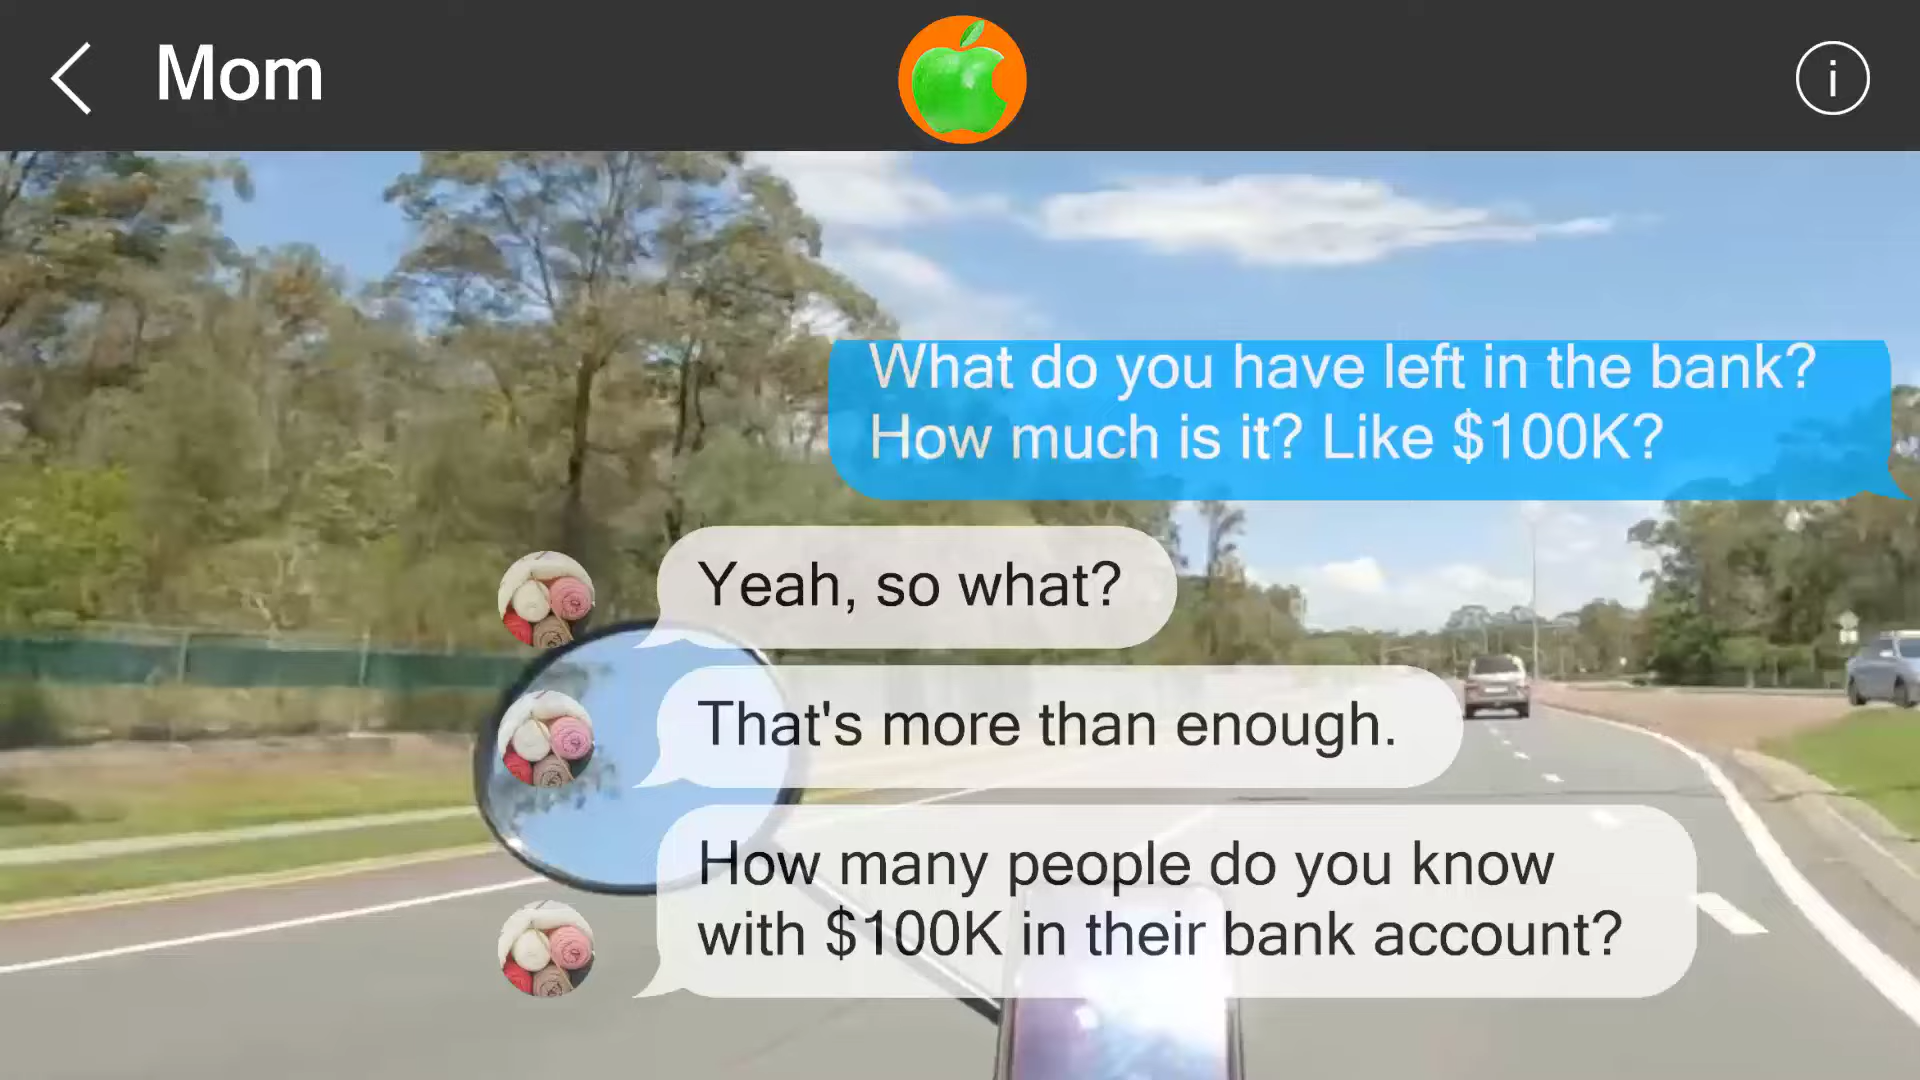 Mom
What do you have left in the bank?
How much is it? Like $100K?
Yeah, so what?
That's more than enough.
How many people do you know
with $100K in their bank account?